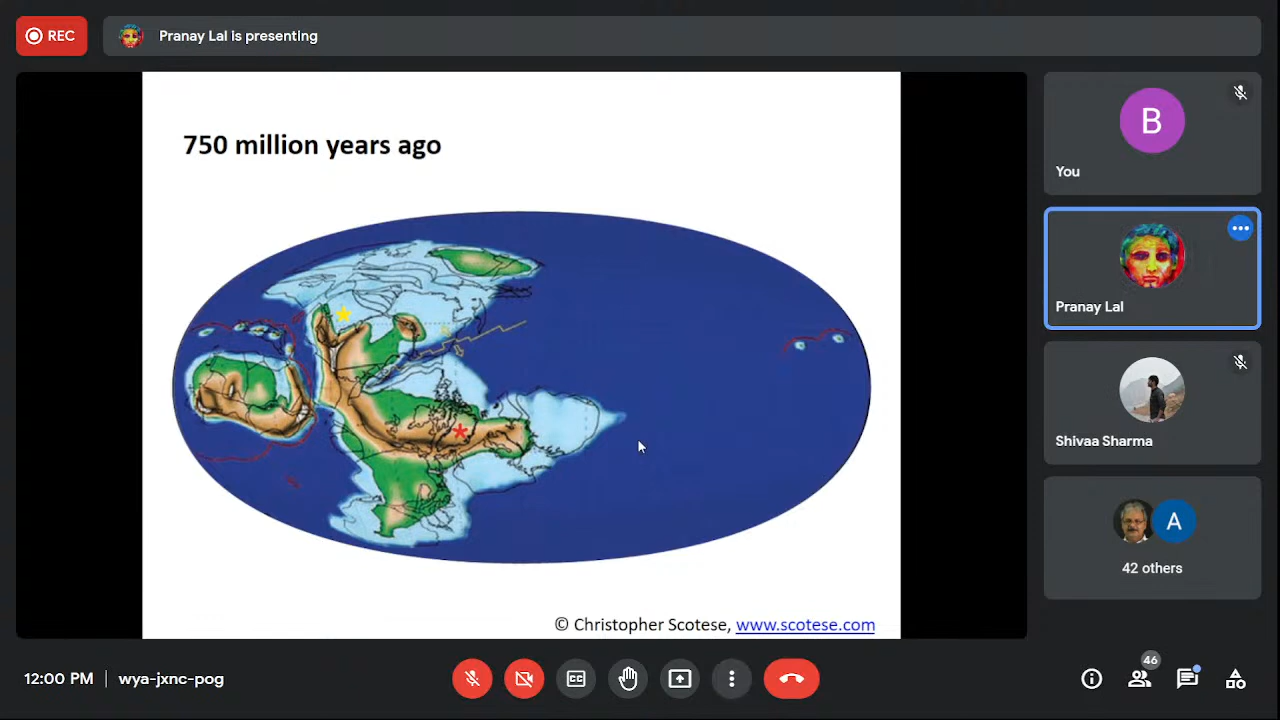 REC
Pranay Lal is presenting
750 million years ago
© Christopher Scotese, www.scotese.com
B
You
Pranay Lal
Shivaa Sharma
A
42 others
12:00 PM | wya-jxnc-pog
CC
46